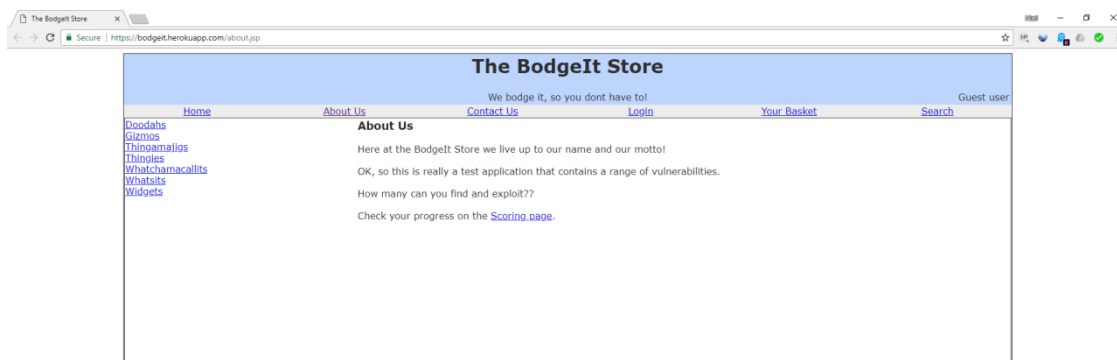 The BodgeIt Store
Secure | https://bodgeit.herokuapp.com/about.jsp
The BodgeIt Store
We bodge it, so you dont have to!
Guest user
Home About Us Contact Us Login Your Basket Search
Doodahs
Gizmos
Thingamajigs
Thingies
Whatchamacallits
Whatsits
Widgets
About Us
Here at the BodgeIt Store we live up to our name and our motto!
OK, so this is really a test application that contains a range of vulnerabilities.
How many can you find and exploit??
Check your progress on the Scoring page.